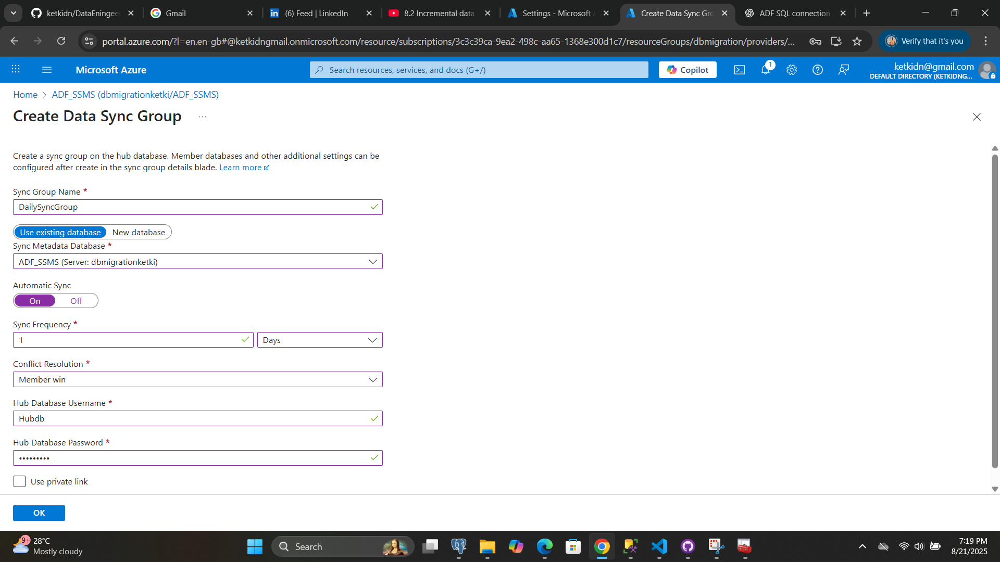 ketkidn/DataEningee
Gmail
(6) Feed | LinkedIn
8.2 Incremental data
Settings - Microsoft A
Create Data Sync Gro
ADF SQL connection
portal.azure.com/?l=en.en-gb#@ketkidngmail.onmicrosoft.com/resource/subscriptions/3c3c39ca-9ea2-498c-aa65-1368e300d1c7/resourceGroups/dbmigration/providers/...
Verify that it's you
Microsoft Azure
Search resources, services, and docs (G+/)
Copilot
1
ketkidn@gmail.com
DEFAULT DIRECTORY (KETKIDNG...
Home
ADF_SSMS (dbmigrationketki/ADF_SSMS)
Create Data Sync Group
...
Create a sync group on the hub database. Member databases and other additional settings can be
configured after create in the sync group details blade. Learn more
Sync Group Name *
DailySyncGroup
Use existing database
New database
Sync Metadata Database *
ADF_SSMS (Server: dbmigrationketki)
Automatic Sync
On
Off
Sync Frequency *
1
Days
Conflict Resolution *
Member win
Hub Database Username *
Hubdb
Hub Database Password *
•••••••••
Use private link
OK
9+
28°C
Mostly cloudy
Search
7:19 PM
8/21/2025